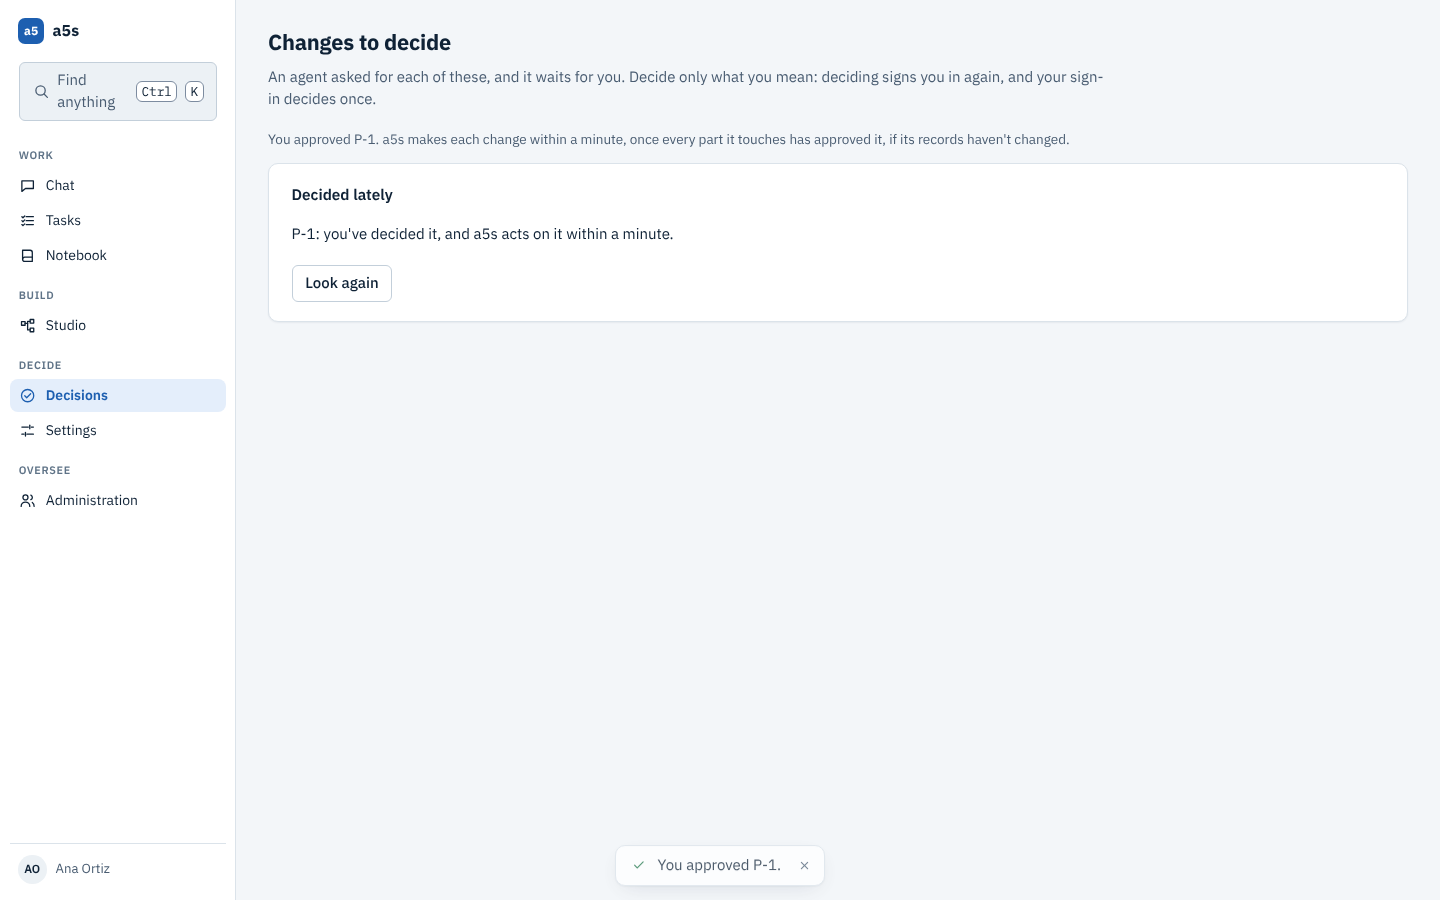 a5 a5s
Find
anything
Ctrl K
WORK
Chat
Tasks
Notebook
BUILD
Studio
DECIDE
Decisions
Settings
OVERSEE
Administration
AO Ana Ortiz
Changes to decide
An agent asked for each of these, and it waits for you. Decide only what you mean: deciding signs you in again, and your sign-
in decides once.
You approved P-1. a5s makes each change within a minute, once every part it touches has approved it, if its records haven't changed.
Decided lately
P-1: you've decided it, and a5s acts on it within a minute.
Look again
You approved P-1.